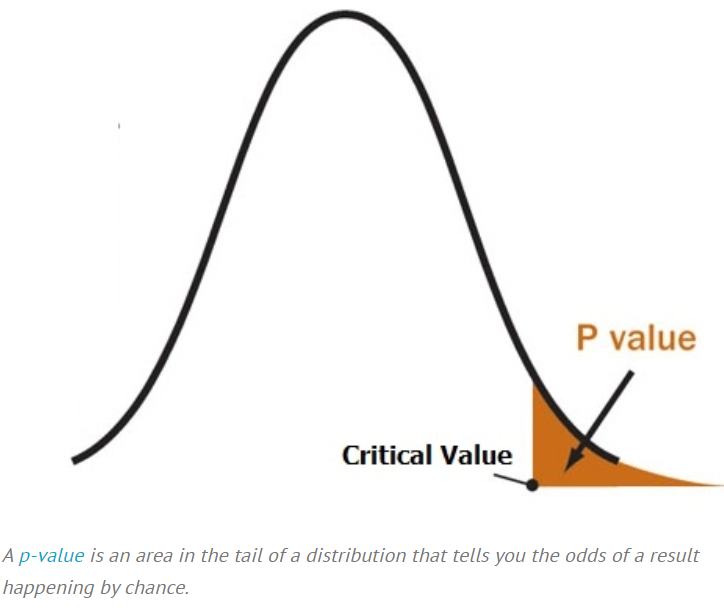 P value
Critical Value
A p-value is an area in the tail of a distribution that tells you the odds of a result
happening by chance.